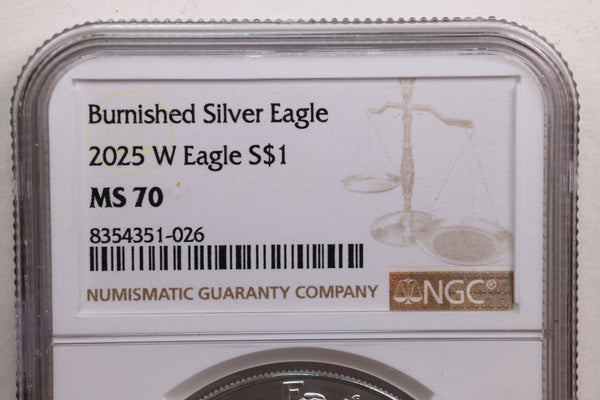 Burnished Silver Eagle
2025 W Eagle S$1
MS 70
8354351-026
NUMISMATIC GUARANTY COMPANY
NGC®